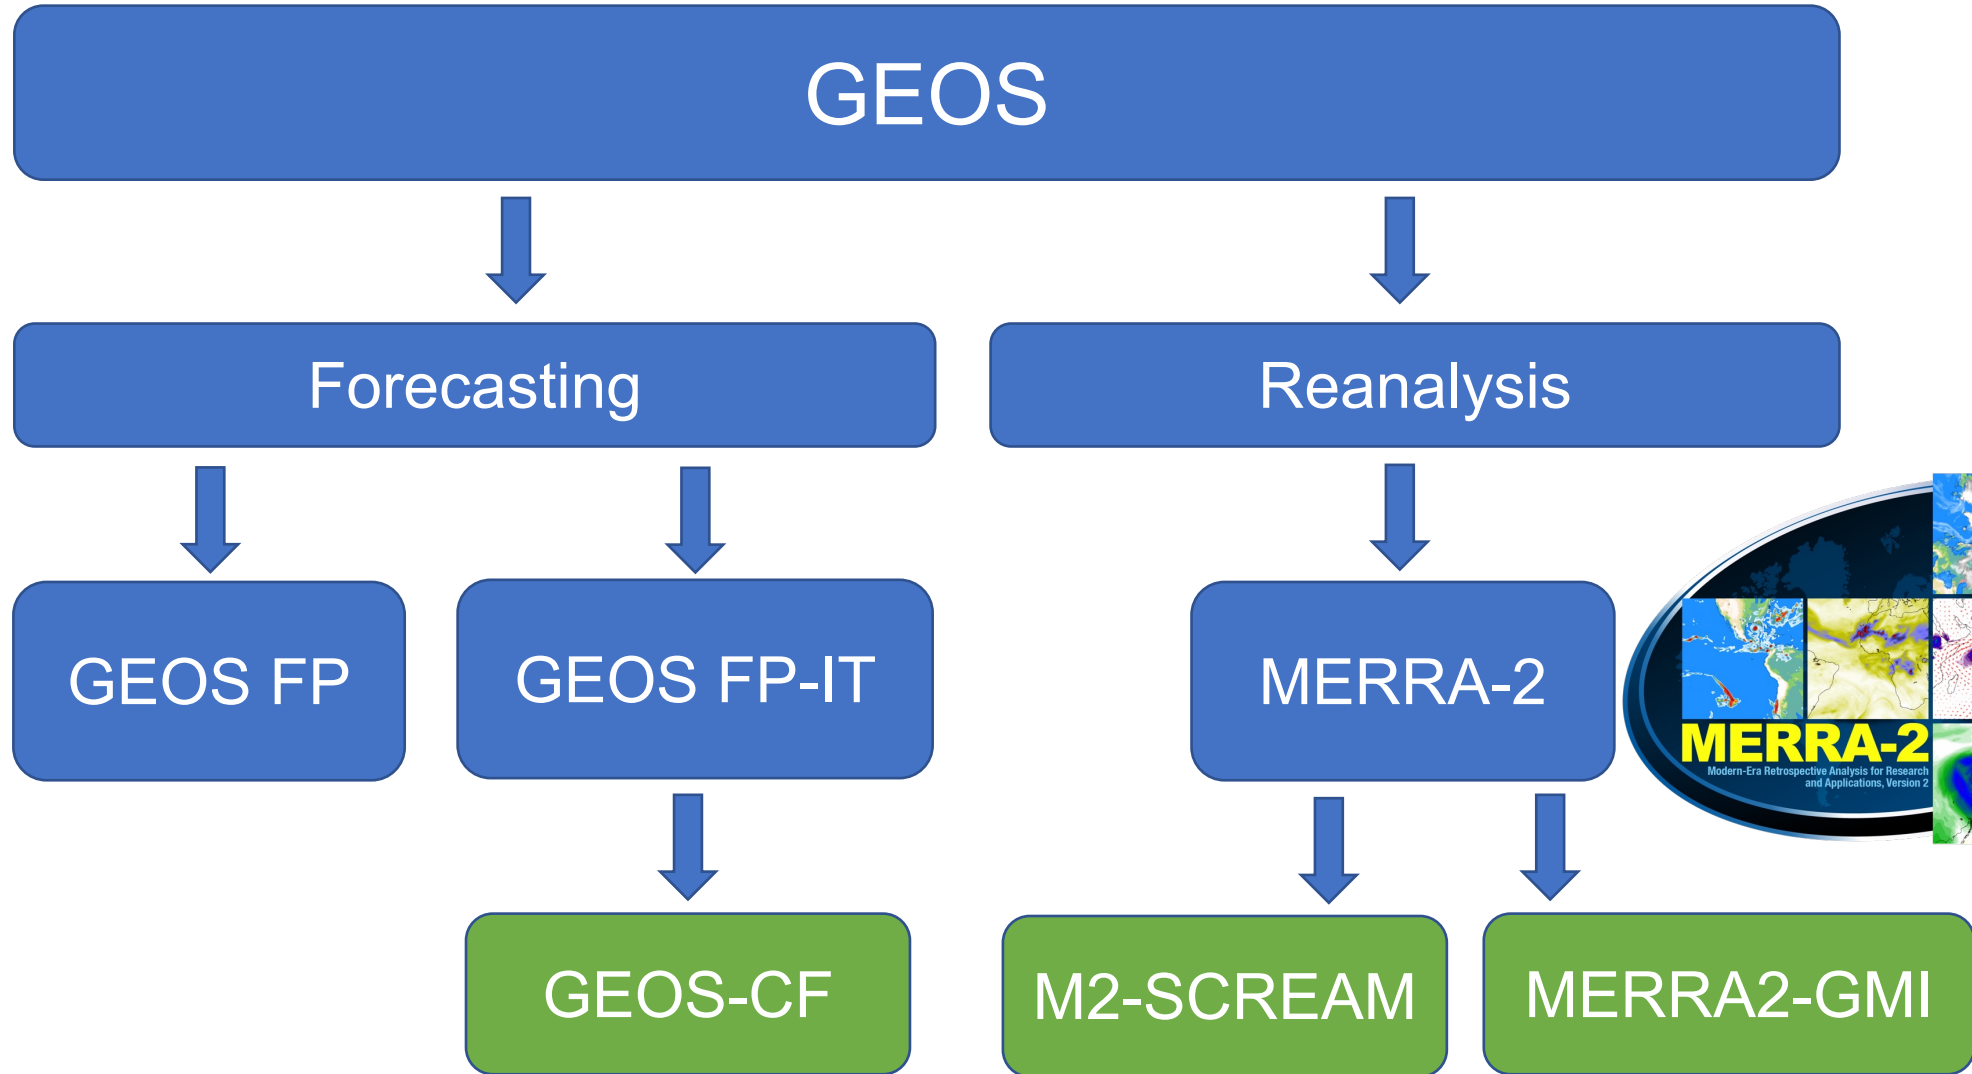 GEOS
Forecasting
Reanalysis
GEOS FP
GEOS FP-IT
MERRA-2
MERRA-2
Modern-Era Retrospective Analysis for Research
and Applications, Version 2
GEOS-CF
M2-SCREAM
MERRA2-GMI